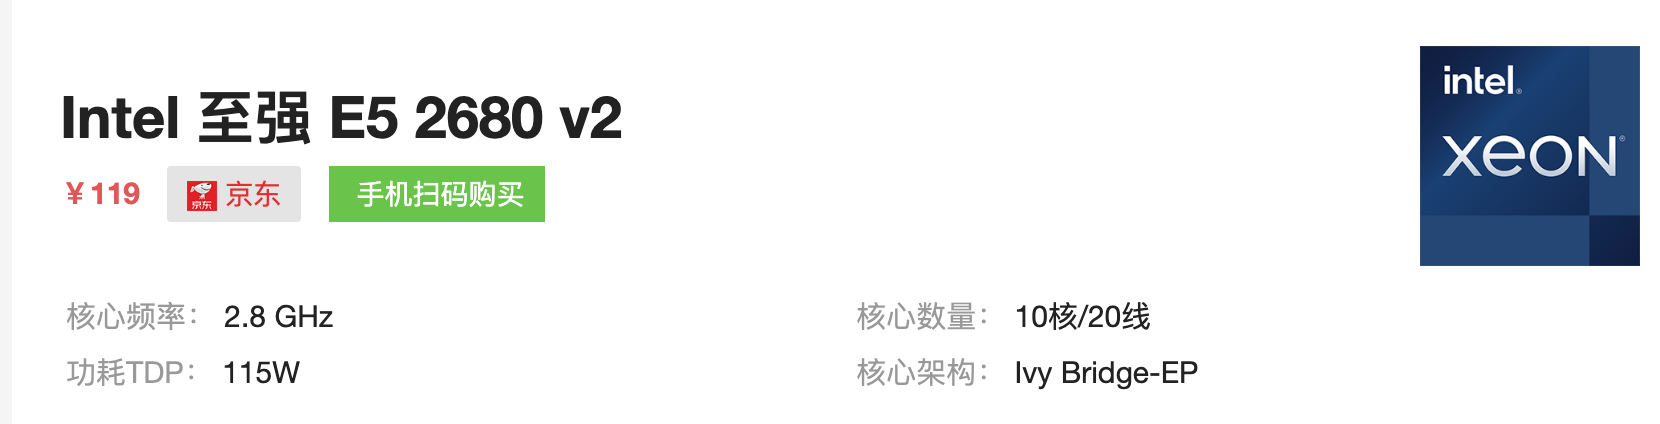 Intel 至强 E5 2680 v2
¥119 京东 京东 手机扫码购买
核心频率： 2.8 GHz
核心数量： 10核/20线
功耗TDP： 115W
核心架构： Ivy Bridge-EP
intel®
xeon®